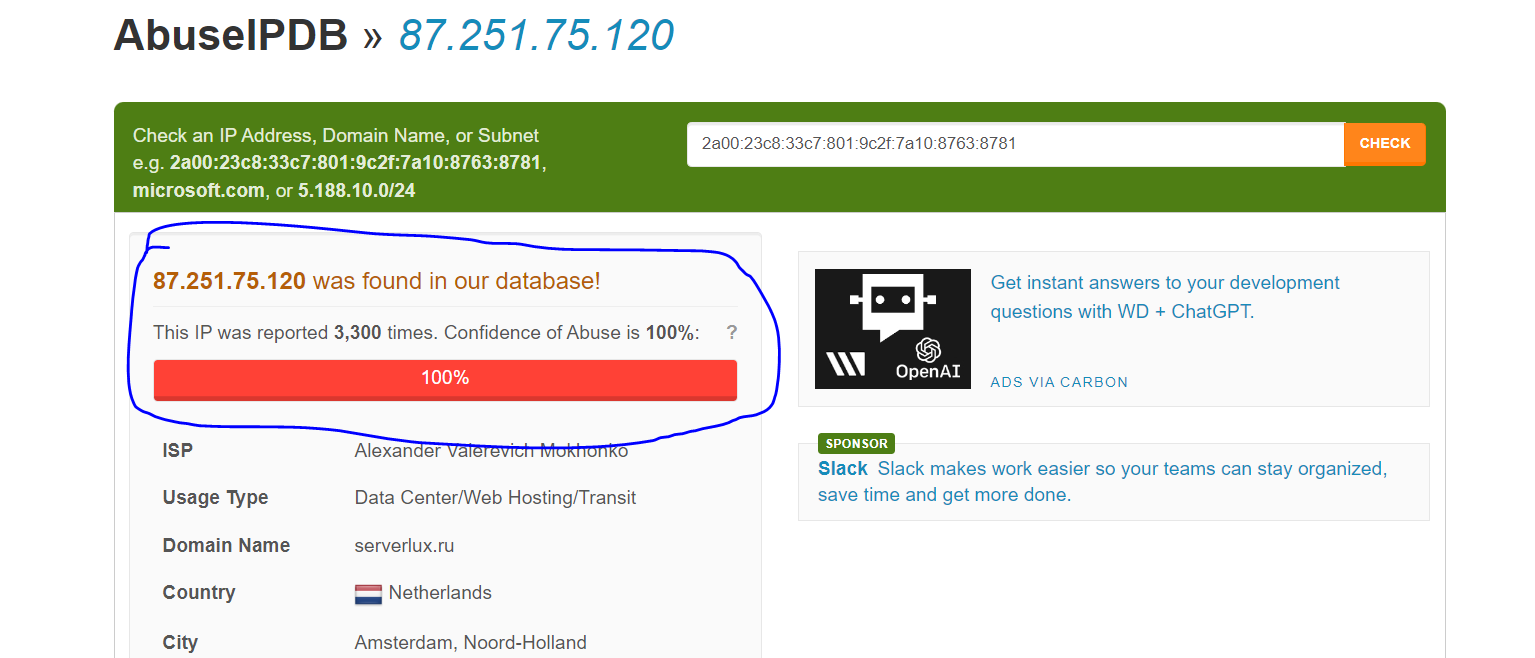 AbuseIPDB » 87.251.75.120
Check an IP Address, Domain Name, or Subnet
e.g. 2a00:23c8:33c7:801:9c2f:7a10:8763:8781,
microsoft.com, or 5.188.10.0/24
2a00:23c8:33c7:801:9c2f:7a10:8763:8781
CHECK
87.251.75.120 was found in our database!
This IP was reported 3,300 times. Confidence of Abuse is 100%: ?
100%
ISP Alexander Valerevich Mokhonko
Usage Type Data Center/Web Hosting/Transit
Domain Name serverlux.ru
Country Netherlands
City Amsterdam, Noord-Holland
OpenAI
Get instant answers to your development
questions with WD + ChatGPT.
ADS VIA CARBON
SPONSOR
Slack Slack makes work easier so your teams can stay organized,
save time and get more done.